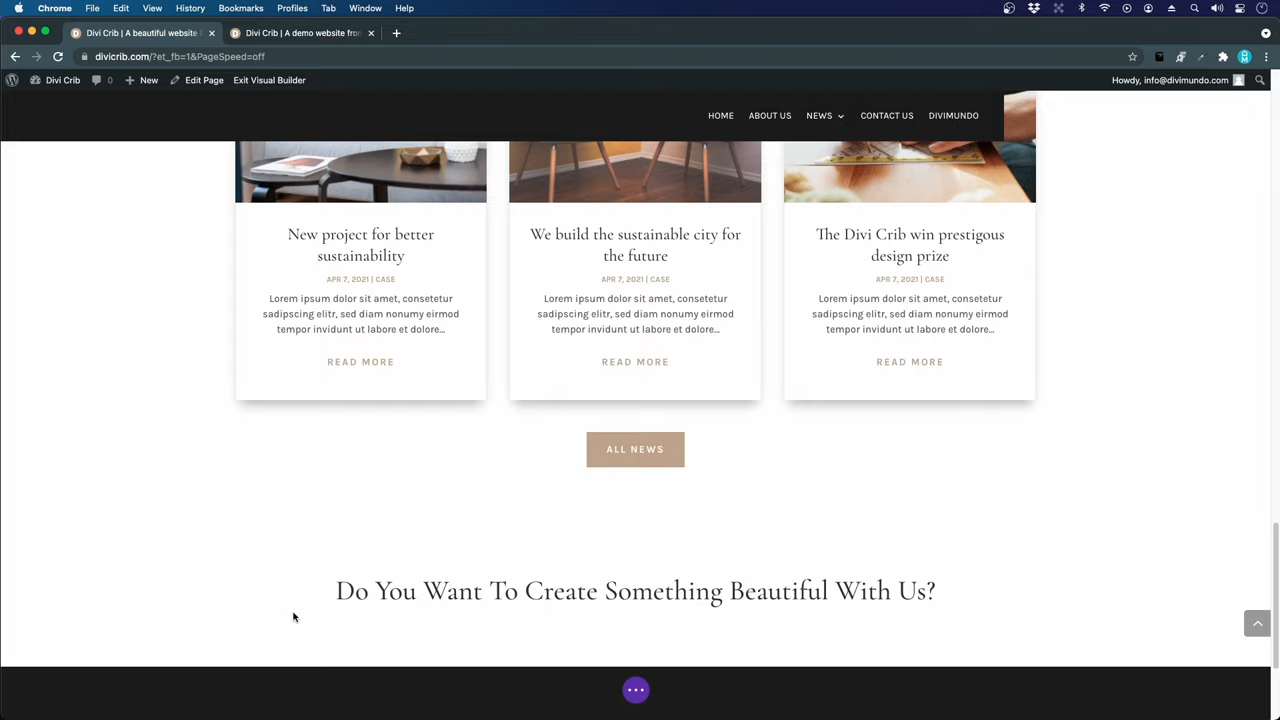 Chrome File Edit View History Bookmarks Profiles Tab Window Help
Divi Crib | A beautiful website
Divi Crib | A demo website from
divicrib.com/?et_fb=1&PageSpeed=off
Divi Crib 0 New Edit Page Exit Visual Builder Howdy, info@divimundo.com
HOME ABOUT US NEWS CONTACT US DIVIMUNDO
New project for better
sustainability
APR 7, 2021 | CASE
Lorem ipsum dolor sit amet, consetetur
sadipscing elitr, sed diam nonumy eirmod
tempor invidunt ut labore et dolore...
READ MORE
We build the sustainable city for
the future
APR 7, 2021 | CASE
Lorem ipsum dolor sit amet, consetetur
sadipscing elitr, sed diam nonumy eirmod
tempor invidunt ut labore et dolore...
READ MORE
The Divi Crib win prestigous
design prize
APR 7, 2021 | CASE
Lorem ipsum dolor sit amet, consetetur
sadipscing elitr, sed diam nonumy eirmod
tempor invidunt ut labore et dolore...
READ MORE
ALL NEWS
Do You Want To Create Something Beautiful With Us?